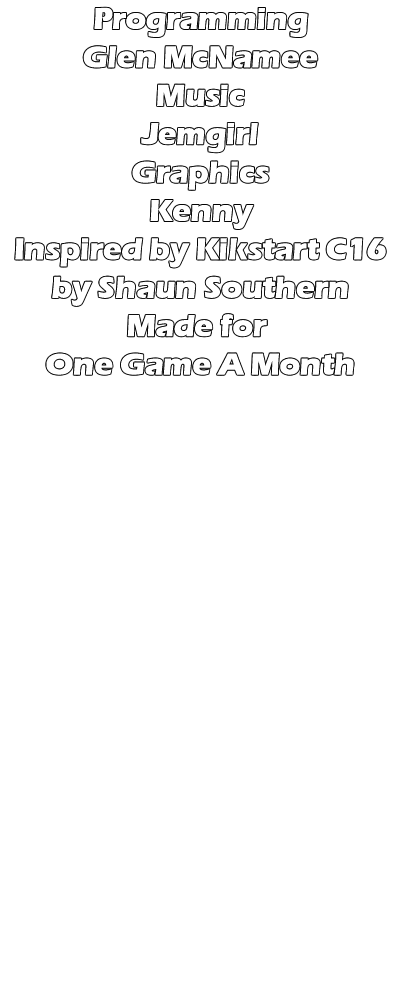 Programming
Glen McNamee
Music
Jemgirl
Graphics
Kenny
Inspired by Kikstart C16
by Shaun Southern
Made for
One Game A Month